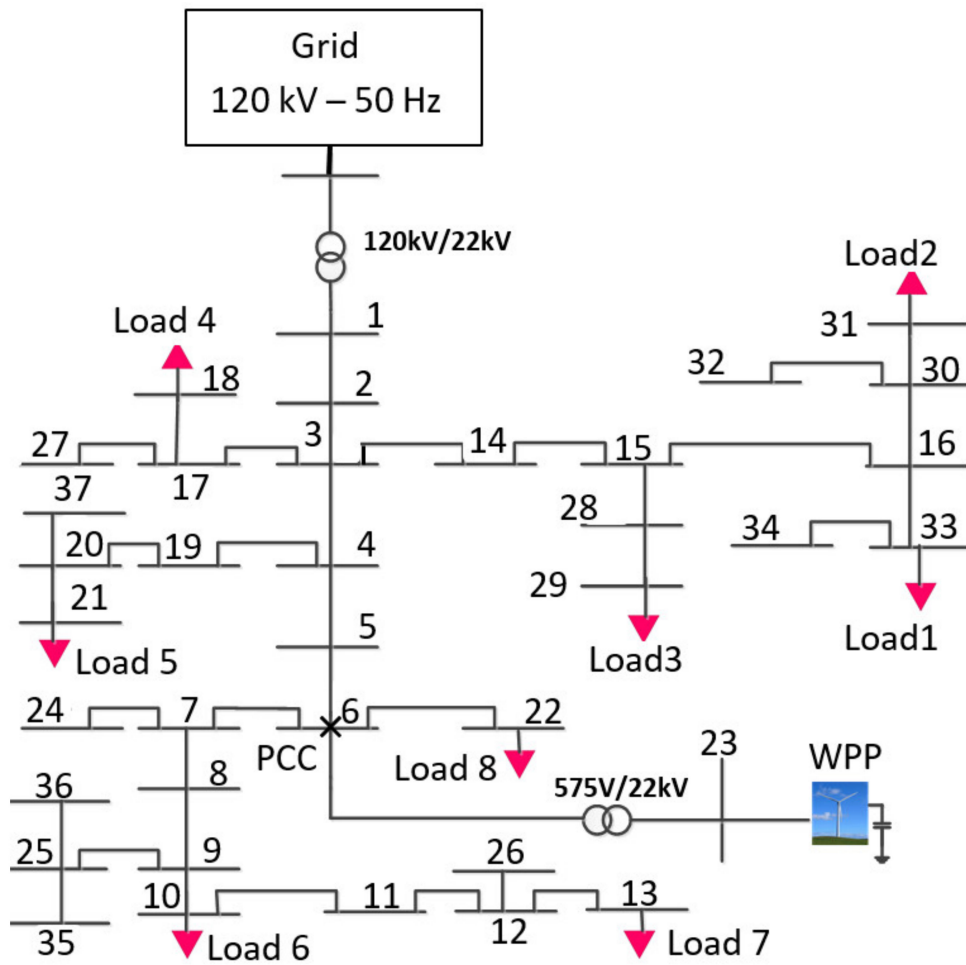 Grid
120 kV – 50 Hz
120kV/22kV
Load2
Load 4
1
31
18
32
30
2
27
3
14
15
16
37
17
28
34
33
20
19
4
21
29
5
Load 5
Load3
Load1
24
7
6
22
23
PCC
Load 8
WPP
8
575V/22kV
36
25
9
26
10
11
13
35
12
Load 6
Load 7